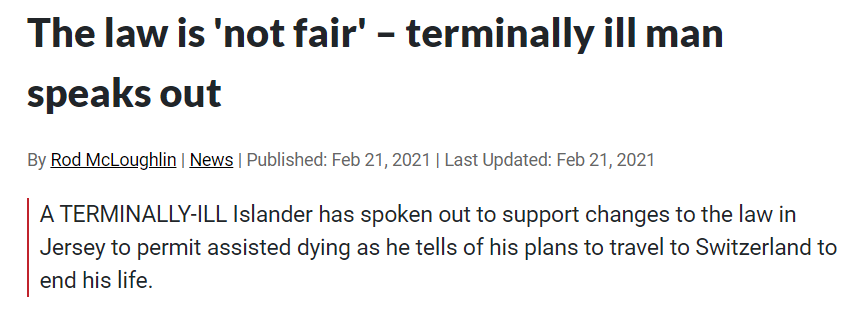 The law is 'not fair' – terminally ill man
speaks out
By Rod McLoughlin | News | Published: Feb 21, 2021 | Last Updated: Feb 21, 2021
A TERMINALLY-ILL Islander has spoken out to support changes to the law in
Jersey to permit assisted dying as he tells of his plans to travel to Switzerland to
end his life.